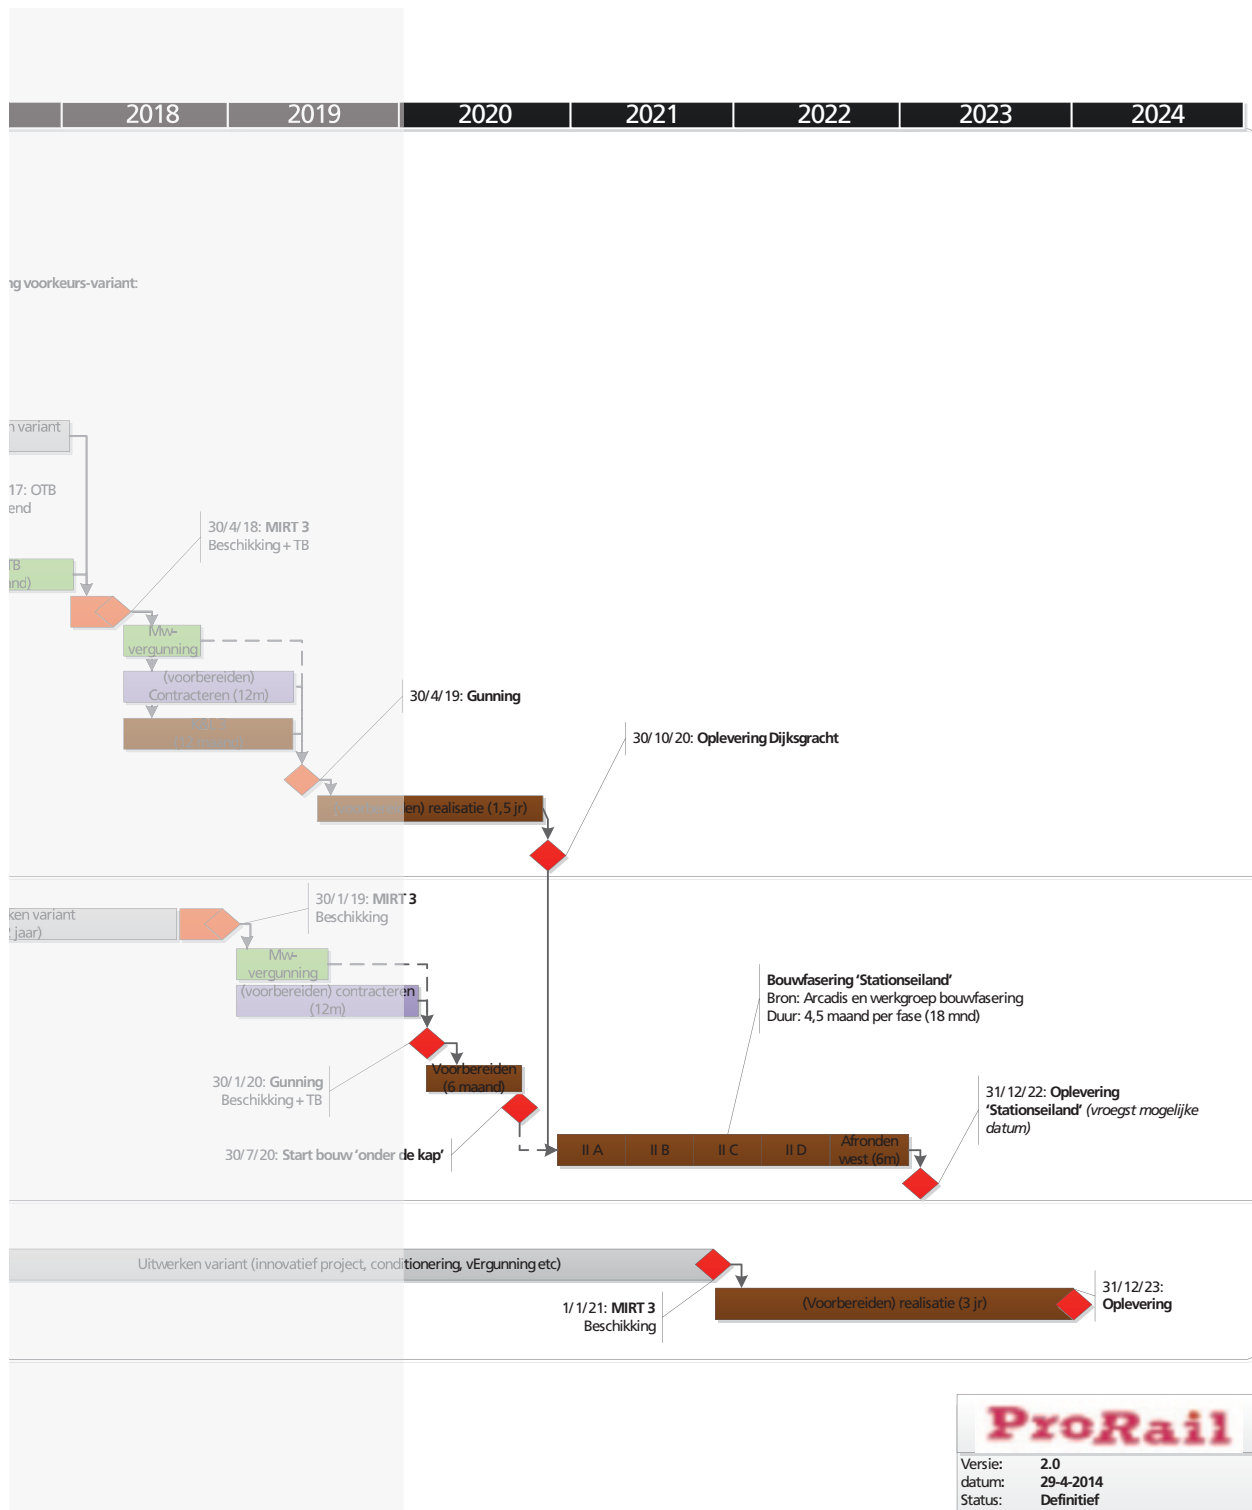 2018 2019 2020 2021 2022 2023 2024
ng voorkeurs-variant:
n variant
17: OTB
end
30/4/18: MIRT 3
Beschikking + TB
TB
and)
Mw-
vergunning
(voorbereiden)
Contracteren (12m)
30/4/19: Gunning
30/10/20: Oplevering Dijksgracht
en) realisatie (1,5 jr)
30/1/19: MIRT 3
Beschikking
ken variant
jaar)
Mw-
vergunning
(voorbereiden) contracteren
(12m)
Bouwfasering ‘Stationseiland’
Bron: Arcadis en werkgroep bouwfasering
Duur: 4,5 maand per fase (18 mnd)
30/1/20: Gunning
Beschikking + TB
Voorbereiden
(6 maand)
31/12/22: Oplevering
‘Stationseiland’ (vroegst mogelijke
datum)
30/7/20: Start bouw ‘onder de kap’
II A II B II C II D Afronden
west (6m)
Uitwerken variant (innovatief project, conditionering, vErgunning etc)
1/1/21: MIRT 3
Beschikking
(Voorbereiden) realisatie (3 jr)
31/12/23:
Oplevering
ProRail
Versie: 2.0
datum: 29-4-2014
Status: Definitief